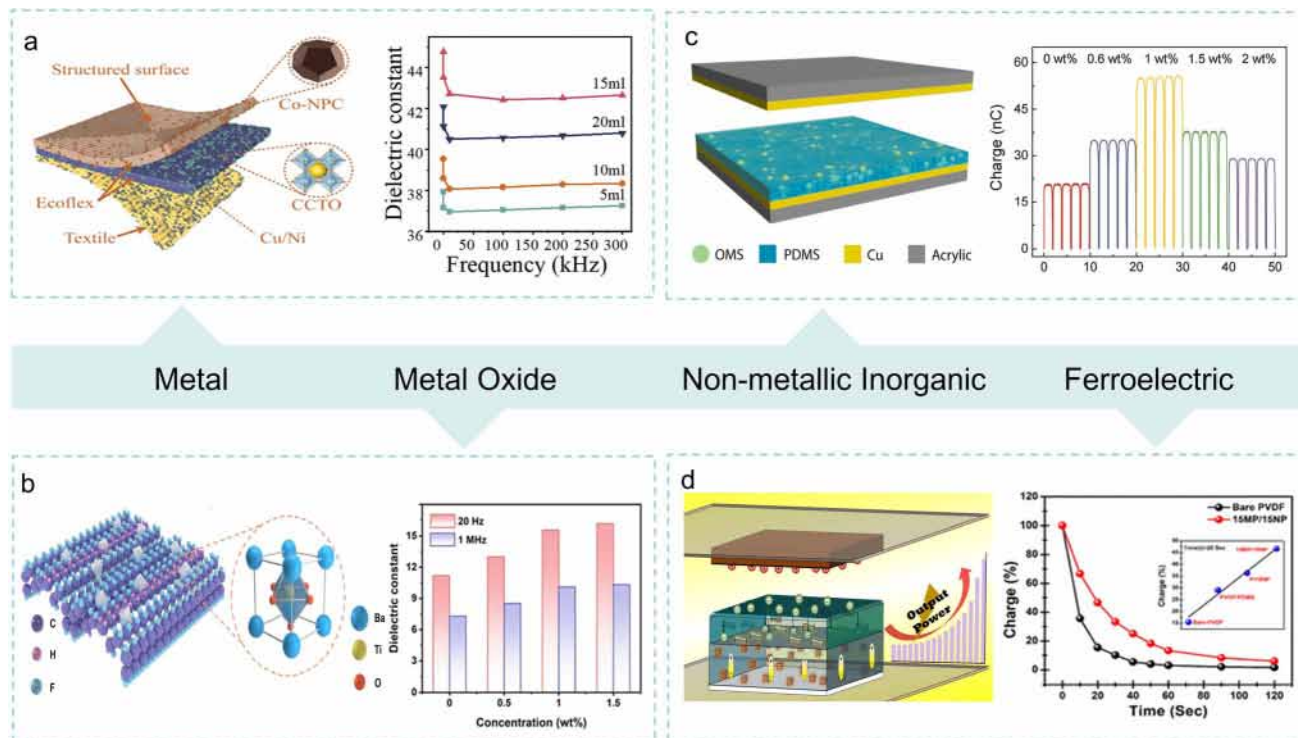 a
Structured surface
Co-NPC
CCTO
Ecoflex
Textile
Cu/Ni
Dielectric constant
44
42
40
38
36
15ml
20ml
10ml
5ml
0 50 100 150 200 250 300
Frequency (kHz)
c
OMS PDMS Cu Acrylic
Charge (nC)
60
45
30
15
0
0 wt% 0.6 wt% 1 wt% 1.5 wt% 2 wt%
0 10 20 30 40 50
Metal Metal Oxide Non-metallic Inorganic Ferroelectric
b
C
H
F
Ba
O
Dielectric constant
15
12
9
6
3
0
20 Hz
1 MHz
0 0.5 1 1.5
Concentration (wt%)
d
Output
Power
Charge (%)
120
100
80
60
40
20
0
Bare PVDF
15MP/15NP
Charge (%)
Bare PVDF
0 20 40 60 80 100 120
Time (Sec)